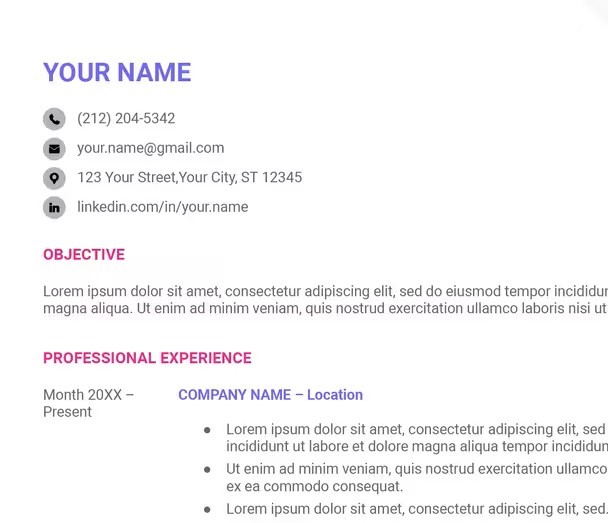 YOUR NAME
(212) 204-5342
your.name@gmail.com
123 Your Street,Your City, ST 12345
linkedin.com/in/your.name
OBJECTIVE
Lorem ipsum dolor sit amet, consectetur adipiscing elit, sed do eiusmod tempor incididun
magna aliqua. Ut enim ad minim veniam, quis nostrud exercitation ullamco laboris nisi ut
PROFESSIONAL EXPERIENCE
Month 20XX –
Present
COMPANY NAME – Location
● Lorem ipsum dolor sit amet, consectetur adipiscing elit, sed
incididunt ut labore et dolore magna aliqua tempor incididun
● Ut enim ad minim veniam, quis nostrud exercitation ullamco
ex ea commodo consequat.
● Lorem ipsum dolor sit amet, consectetur adipiscing elit, sed.